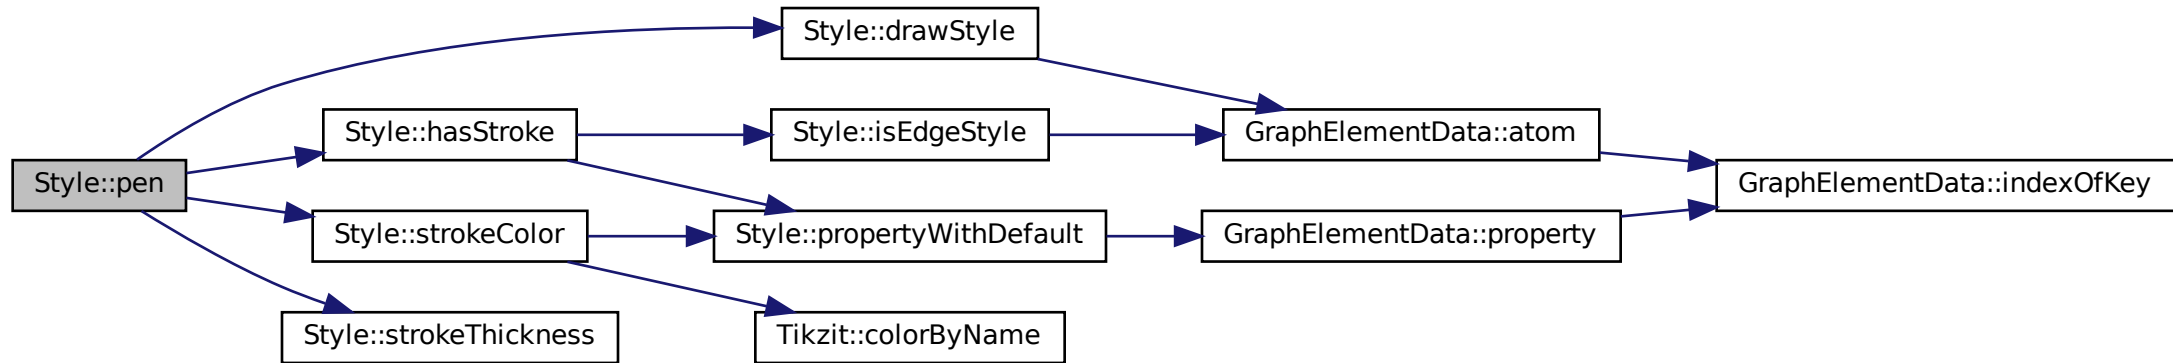 Style::drawStyle
Style::hasStroke
Style::isEdgeStyle
GraphElementData::atom
Style::pen
GraphElementData::indexOfKey
Style::strokeColor
Style::propertyWithDefault
GraphElementData::property
Style::strokeThickness
Tikzit::colorByName